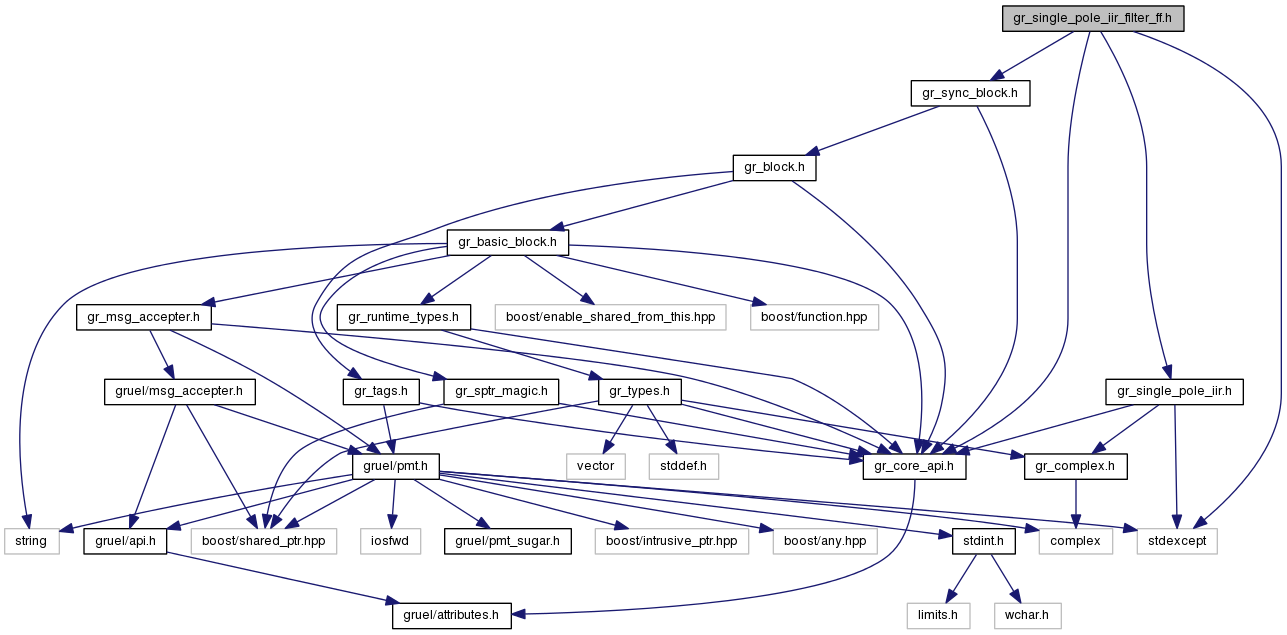 gr_single_pole_iir_filter_ff.h
gr_sync_block.h
gr_block.h
gr_basic_block.h
gr_msg_accepter.h
gr_runtime_types.h
boost/enable_shared_from_this.hpp
boost/function.hpp
gruel/msg_accepter.h
gr_tags.h
gr_sptr_magic.h
gr_types.h
gr_single_pole_iir.h
gruel/pmt.h
vector
stddef.h
gr_core_api.h
gr_complex.h
string
gruel/api.h
boost/shared_ptr.hpp
iosfwd
gruel/pmt_sugar.h
boost/intrusive_ptr.hpp
boost/any.hpp
stdint.h
complex
stdexcept
gruel/attributes.h
limits.h
wchar.h